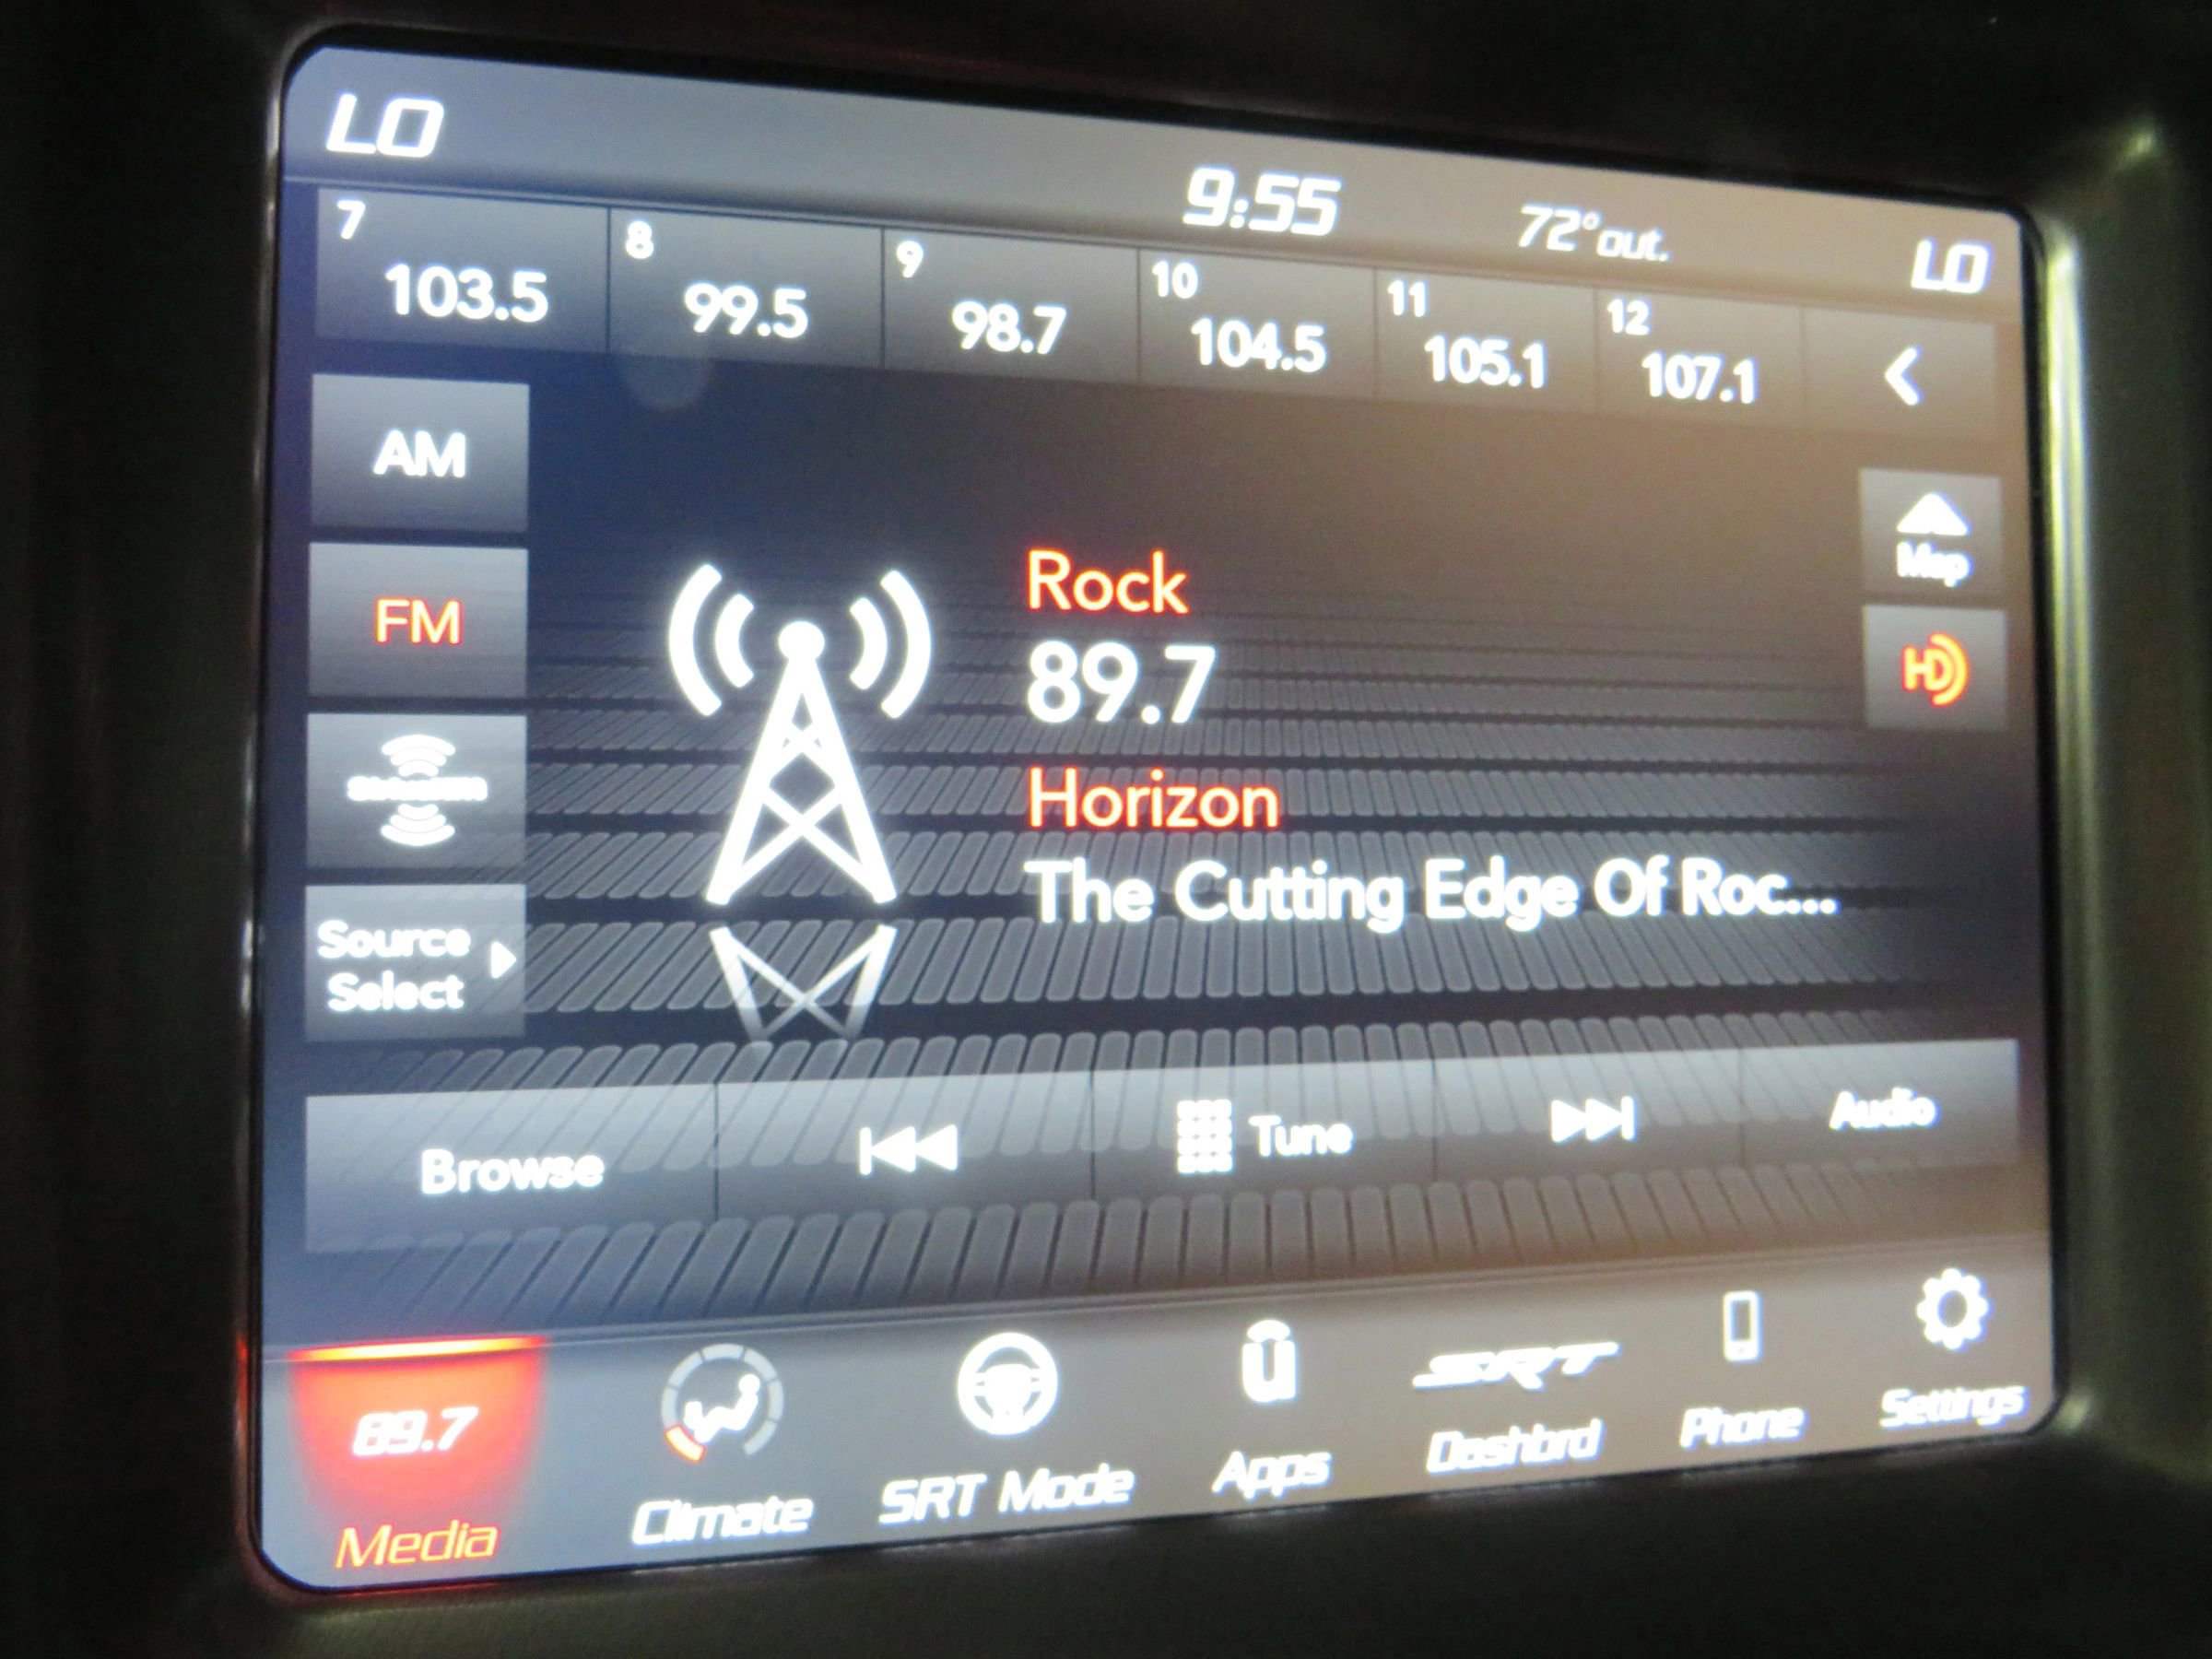 LO
9:55
72° out.
LO
7
103.5
8
99.5
9
98.7
10
104.5
11
105.1
12
107.1
AM
FM
Source
Select
Rock
89.7
Horizon
The Cutting Edge Of Roc...
Map
HD
Browse
Tune
Audio
89.7
Media
Climate
SRT Mode
u
Apps
SRT
Dashbrd
Phone
Settings